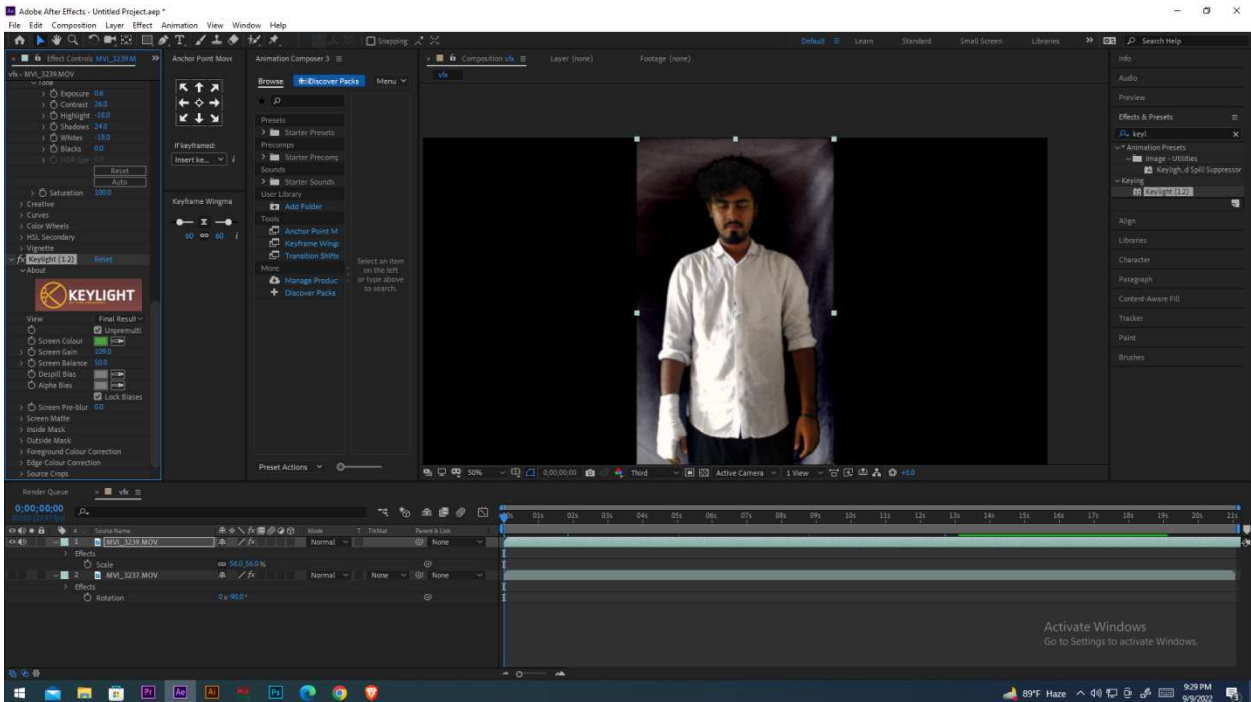 Adobe After Effects - Untitled Project.aep *
File Edit Composition Layer Effect Animation View Window Help
Snapping Default Learn Standard Small Screen Libraries Search Help
Effect Controls MVI_3239.M
vfx - MVI_3239.MOV
Tone
Exposure 0.6
Contrast 26.0
Highlight -18.0
Shadows 24.0
Whites -18.0
Blacks 0.0
Reset
Auto
Saturation 100.0
Creative
Curves
Color Wheels
HSL Secondary
Vignette
fx Keylight (1.2) Reset
About
KEYLIGHT
View Final Result
Unpremulti
Screen Colour
Screen Gain 109.0
Screen Balance 50.0
Despill Bias
Alpha Bias
Lock Biases
Screen Pre-blur 0.0
Screen Matte
Inside Mask
Outside Mask
Foreground Colour Correction
Edge Colour Correction
Source Crops
Anchor Point Move
If keyframed:
Insert ke... i
Keyframe Wingma
60 60 i
Animation Composer 3
Browse Discover Packs Menu
Presets
Starter Presets
Precomps
Starter Precomp
Sounds
Starter Sounds
User Library
Add Folder
Tools
Anchor Point M
Keyframe Wing
Transition Shifts
More
Manage Produc
Discover Packs
Select an item
on the left
or type above
to search.
Preset Actions
Composition vfx Layer (none) Footage (none)
vfx
50% 0;00;00;00 Third Active Camera 1 View +0.0
Info
Audio
Preview
Effects & Presets
keyl
* Animation Presets
Image - Utilities
Keyligh..d Spill Suppressor
Keying
Keylight (1.2)
Align
Libraries
Character
Paragraph
Content-Aware Fill
Tracker
Paint
Brushes
Render Queue vfx
0;00;00;00
# Source Name Mode T TrkMat Parent & Link
01s 02s 03s 04s 05s 06s 07s 08s 09s 10s 11s 12s 13s 14s 15s 16s 17s 18s 19s 20s 21s
1 MVI_3239.MOV Normal None
Effects
Scale 56.0,56.0 %
2 MVI_3237.MOV Normal None None
Effects
Rotation 0 x-90.0°
Activate Windows
Go to Settings to activate Windows.
Pr Ae Ai Ps
89°F Haze 9:29 PM
9/9/2022